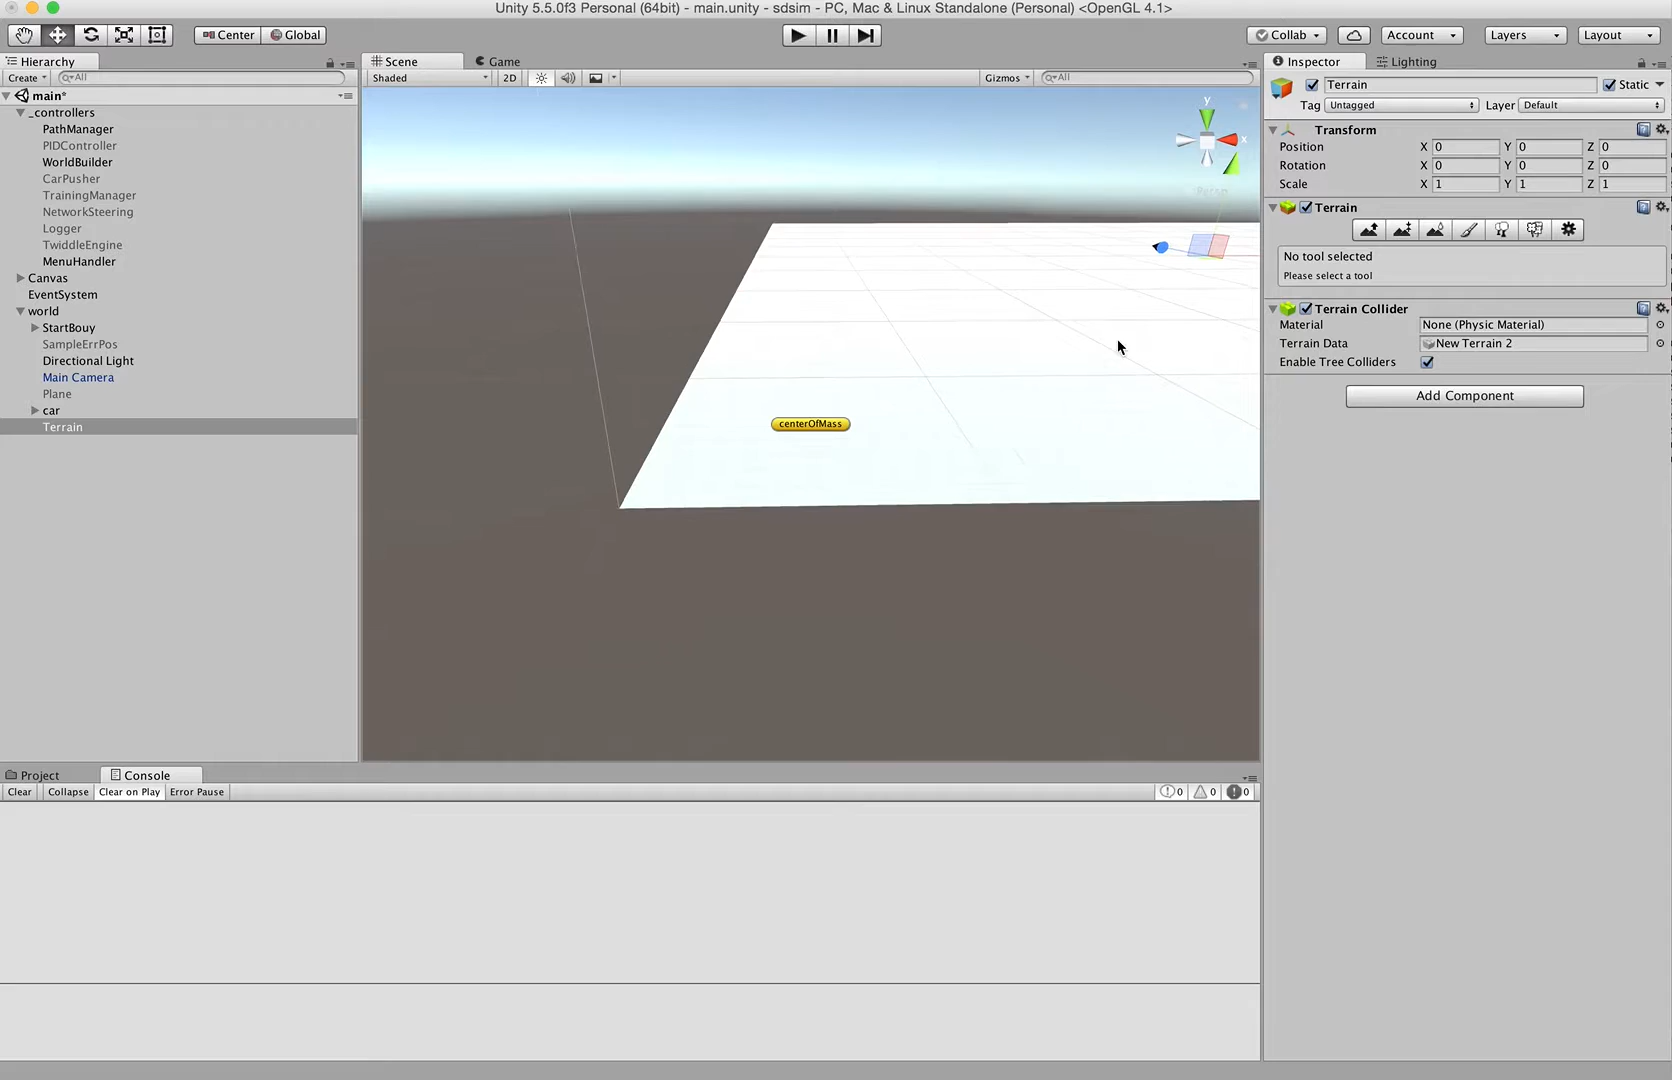 Unity 5.5.0f3 Personal (64bit) - main.unity - sdsim - PC, Mac & Linux Standalone (Personal) <OpenGL 4.1>
Center Global
Collab Account Layers Layout
Hierarchy
Create All
main*
_controllers
PathManager
PIDController
WorldBuilder
CarPusher
TrainingManager
NetworkSteering
Logger
TwiddleEngine
MenuHandler
Canvas
EventSystem
world
StartBouy
SampleErrPos
Directional Light
Main Camera
Plane
car
Terrain
Scene Game
Shaded 2D Gizmos All
y
x
Persp
centerOfMass
Inspector Lighting
Terrain Static
Tag Untagged Layer Default
Transform
Position X 0 Y 0 Z 0
Rotation X 0 Y 0 Z 0
Scale X 1 Y 1 Z 1
Terrain
No tool selected
Please select a tool
Terrain Collider
Material None (Physic Material)
Terrain Data New Terrain 2
Enable Tree Colliders
Add Component
Project Console
Clear Collapse Clear on Play Error Pause 0 0 0